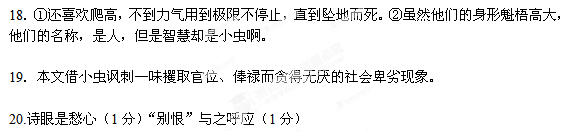 18. ①还喜欢爬高，不到力气用到极限不停止，直到坠地而死。②虽然他们的身形魁梧高大，
他们的名称，是人，但是智慧却是小虫啊。
19. 本文借小虫讽刺一味攫取官位、俸禄而贪得无厌的社会卑劣现象。
20.诗眼是愁心（1 分）“别恨”与之呼应（1 分）